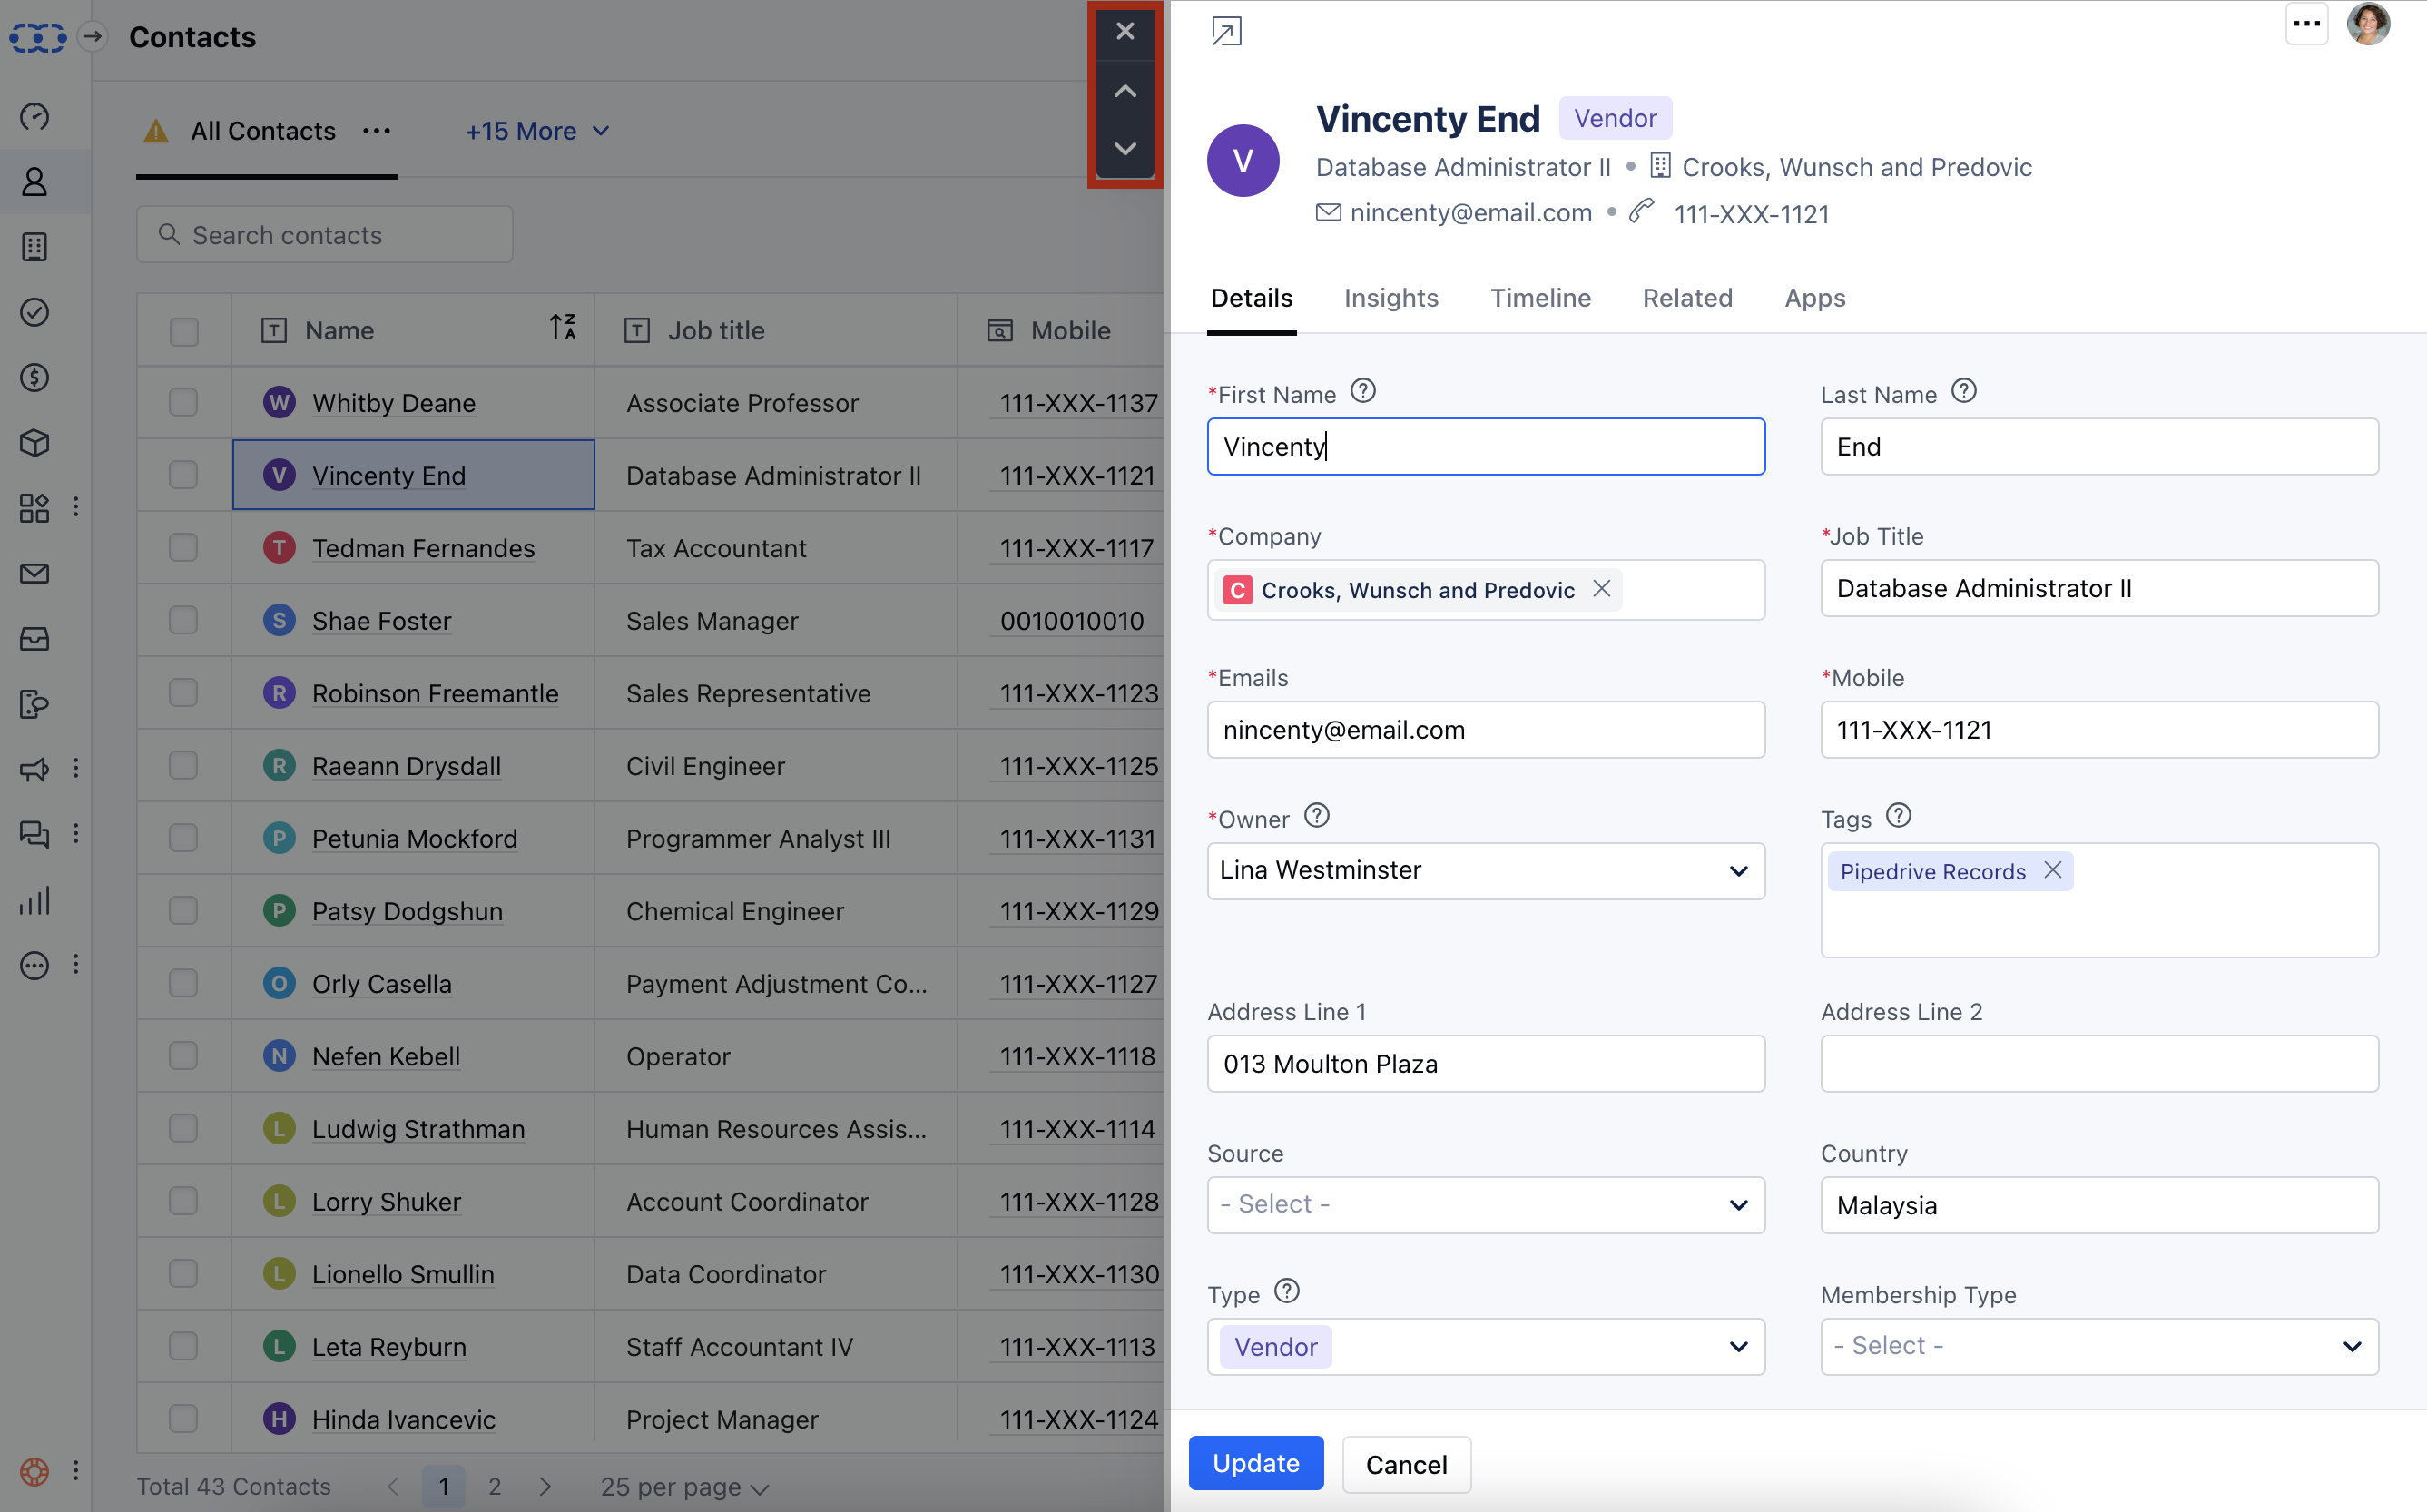 Contacts
All Contacts
+15 More
Search contacts
Name
Job title
Mobile
W Whitby Deane Associate Professor 111-XXX-1137
V Vincenty End Database Administrator II 111-XXX-1121
T Tedman Fernandes Tax Accountant 111-XXX-1117
S Shae Foster Sales Manager 0010010010
R Robinson Freemantle Sales Representative 111-XXX-1123
R Raeann Drysdall Civil Engineer 111-XXX-1125
P Petunia Mockford Programmer Analyst III 111-XXX-1131
P Patsy Dodgshun Chemical Engineer 111-XXX-1129
O Orly Casella Payment Adjustment Co... 111-XXX-1127
N Nefen Kebell Operator 111-XXX-1118
L Ludwig Strathman Human Resources Assis... 111-XXX-1114
L Lorry Shuker Account Coordinator 111-XXX-1128
L Lionello Smullin Data Coordinator 111-XXX-1130
L Leta Reyburn Staff Accountant IV 111-XXX-1113
H Hinda Ivancevic Project Manager 111-XXX-1124
Total 43 Contacts
1
2
25 per page
V
Vincenty End Vendor
Database Administrator II • Crooks, Wunsch and Predovic
nincenty@email.com • 111-XXX-1121
Details Insights Timeline Related Apps
*First Name
Vincenty
Last Name
End
*Company
C Crooks, Wunsch and Predovic
*Job Title
Database Administrator II
*Emails
nincenty@email.com
*Mobile
111-XXX-1121
*Owner
Lina Westminster
Tags
Pipedrive Records
Address Line 1
013 Moulton Plaza
Address Line 2
Source
- Select -
Country
Malaysia
Type
Vendor
Membership Type
- Select -
Update
Cancel